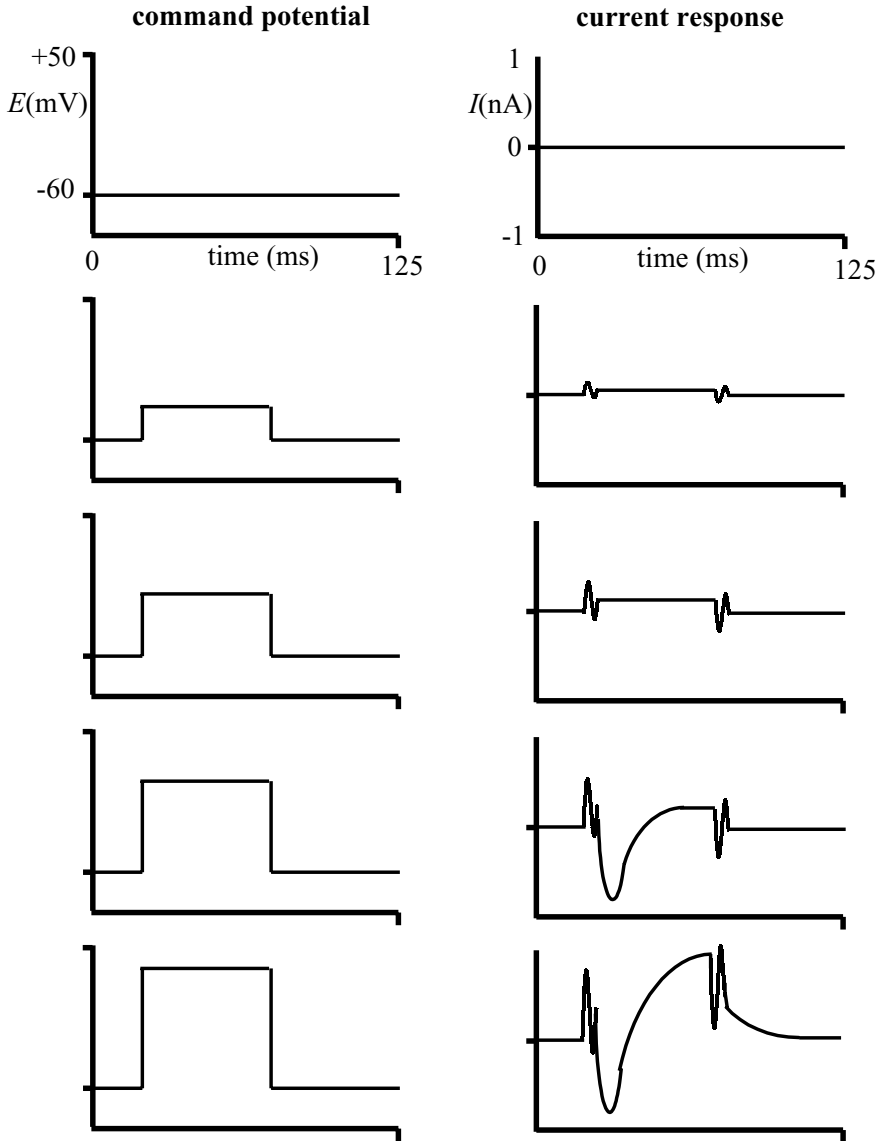 command potential
current response
+50
E(mV)
-60
0
time (ms)
125
1
I(nA)
0
-1
0
time (ms)
125